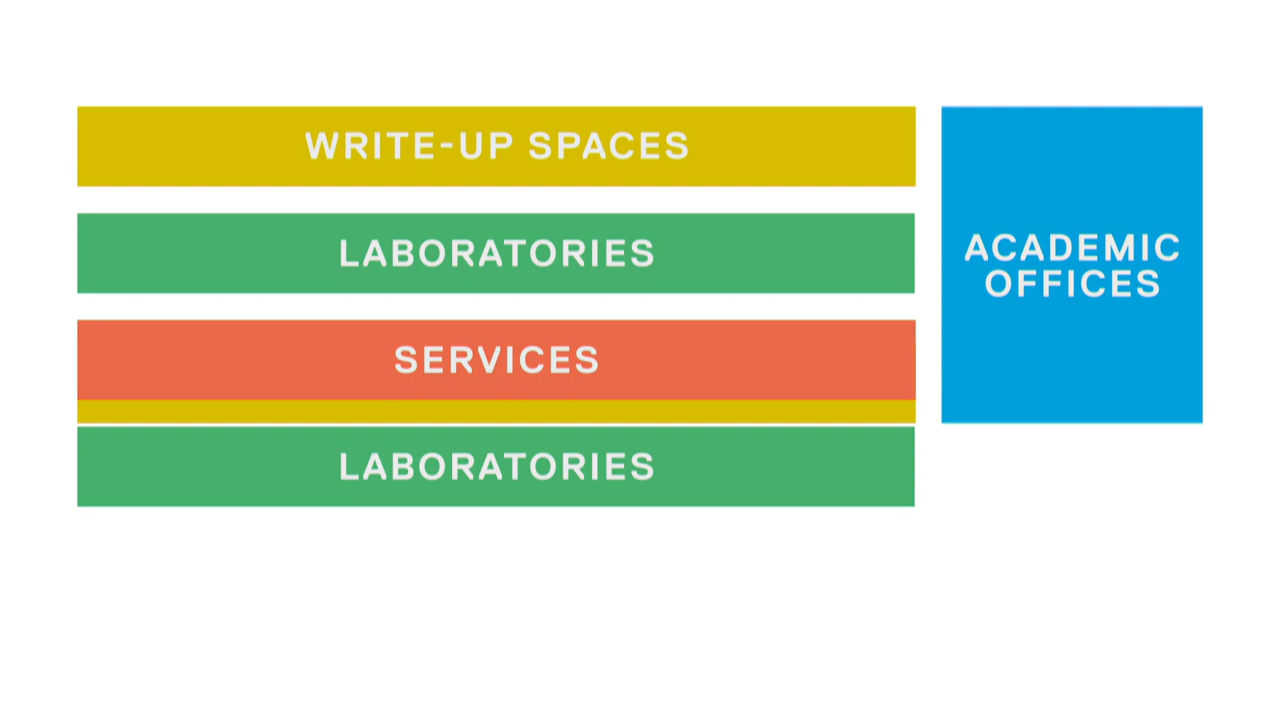 WRITE-UP SPACES
LABORATORIES
SERVICES
LABORATORIES
ACADEMIC
OFFICES